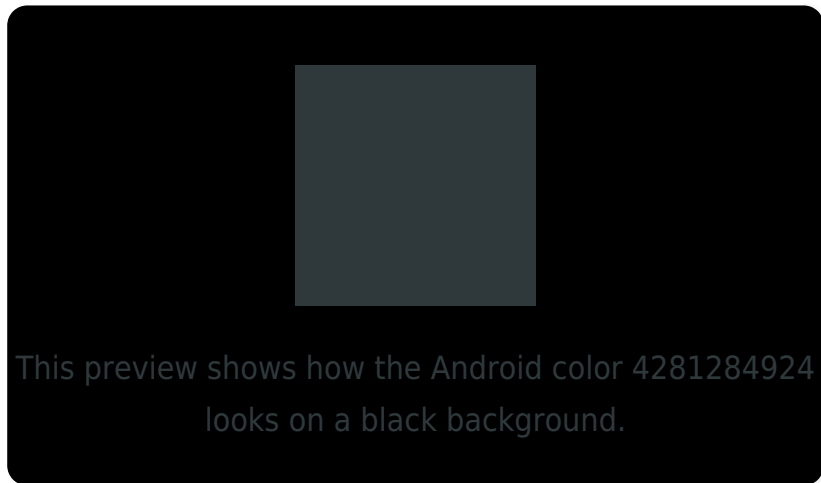 This preview shows how the Android color 4281284924
looks on a black background.